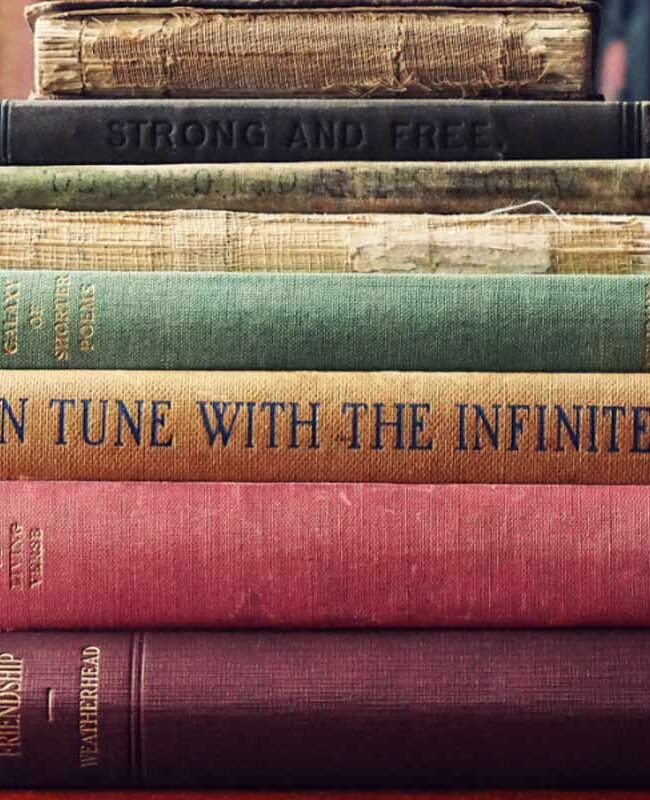 STRONG AND FREE.
GALAXY
OF
SHORTER
POEMS
N TUNE WITH THE INFINITE
LIVING
VERSE
FRIENDSHIP
WEATHERHEAD